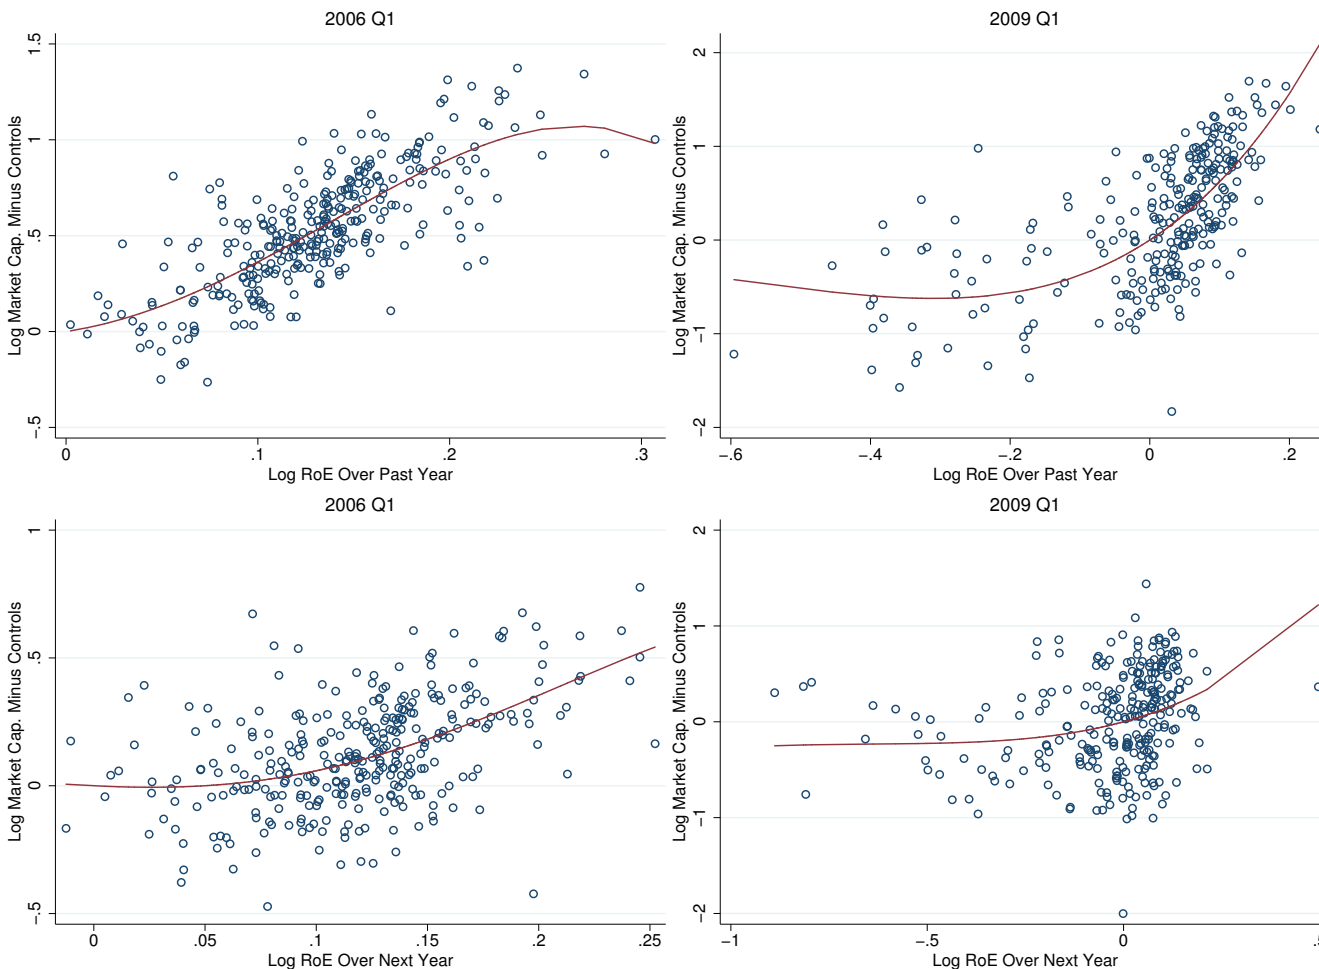 2006 Q1
Log Market Cap. Minus Controls
1.5
1
.5
0
-.5
0 .1 .2 .3
Log RoE Over Past Year
2009 Q1
Log Market Cap. Minus Controls
2
1
0
-1
-2
-.6 -.4 -.2 0 .2
Log RoE Over Past Year
2006 Q1
Log Market Cap. Minus Controls
1
.5
0
-.5
0 .05 .1 .15 .2 .25
Log RoE Over Next Year
2009 Q1
Log Market Cap. Minus Controls
2
1
0
-1
-2
-1 -.5 0
Log RoE Over Next Year